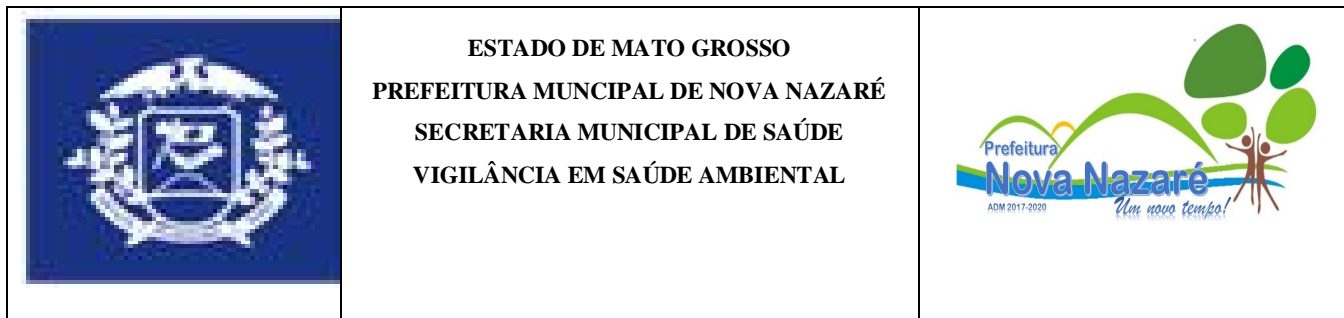 ESTADO DE MATO GROSSO
PREFEITURA MUNCIPAL DE NOVA NAZARÉ
SECRETARIA MUNICIPAL DE SAÚDE
VIGILÂNCIA EM SAÚDE AMBIENTAL
Prefeitura
Nova Nazaré
ADM 2017-2020
Um novo tempo!